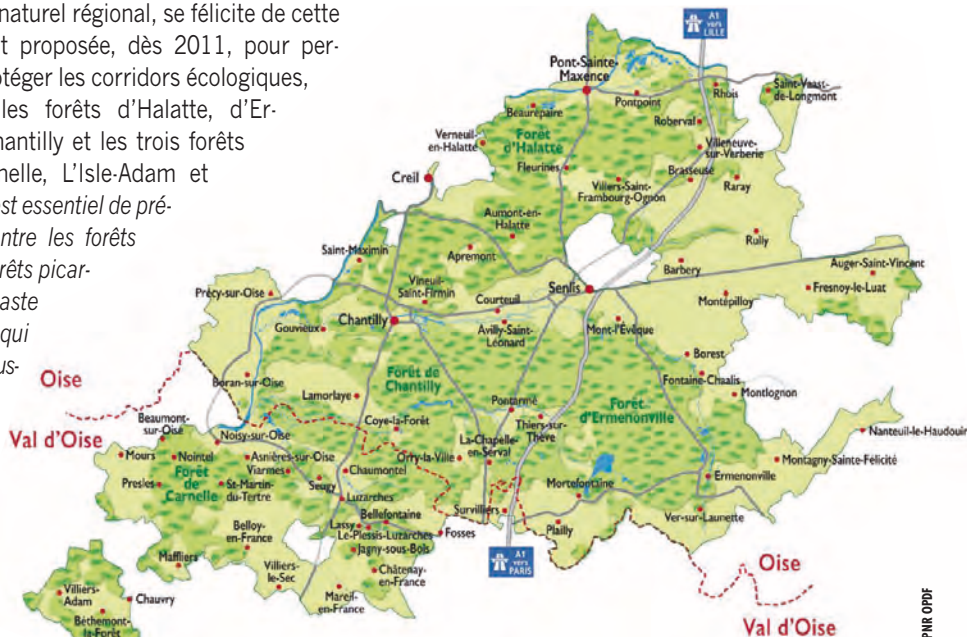 naturel régional, se félicite de cette
t proposée, dès 2011, pour per-
otéger les corridors écologiques,
les forêts d'Halatte, d'Er-
hantilly et les trois forêts
nelle, L'Isle-Adam et
est essentiel de pré-
entre les forêts
rêts picar-
aste
qui
us-
A1
vers
LILLE
Pont-Sainte-
Maxence
Beaurepaire
Pontpoint
Rhuis
Saint-Vaast-
de-Longmont
Roberval
Verneuil-
en-Halatte
Forêt
d'Halatte
Fleurines
Villeneuve-
sur-Verberie
Brasseuse
Raray
Creil
Villers-Saint-
Frambourg-Ognon
Aumont-en-
Halatte
Rully
Saint-Maximin
Apremont
Barbery
Auger-Saint-Vincent
Fresnoy-le-Luat
Précy-sur-Oise
Vineuil-
Saint-Firmin
Courteuil
Senlis
Montépilloy
Gouvieux
Chantilly
Avilly-Saint-
Léonard
Mont-l'Évêque
Borest
Oise
Boran-sur-Oise
Forêt de
Chantilly
Fontaine-Chaalis
Montlognon
Lamorlaye
Pontarmé
Forêt
d'Ermenonville
Val d'Oise
Beaumont-
sur-Oise
Noisy-sur-Oise
Coye-la-Forêt
Thiers-sur-
Thève
Nanteuil-le-Haudouin
Mours
Nointel
Asnières-sur-Oise
Viarmes
Orry-la-Ville
La-Chapelle-
en-Serval
Montagny-Sainte-Félicité
Presles
Forêt
de
Carnelle
St-Martin-
du-Tertre
Seugy
Chaumontel
Mortefontaine
Ermenonville
Luzarches
Survilliers
Plailly
Ver-sur-Launette
Belloy-
en-France
Bellefontaine
Lassy
Le-Plessis-Luzarches
Fosses
Jagny-sous-Bois
Maffliers
Villiers-
le-Sec
Châtenay-
en-France
A1
vers
PARIS
Oise
Villiers-
Adam
Chauvry
Mareil-
en-France
Béthemont-
la-Forêt
Val d'Oise
PNR OPDF